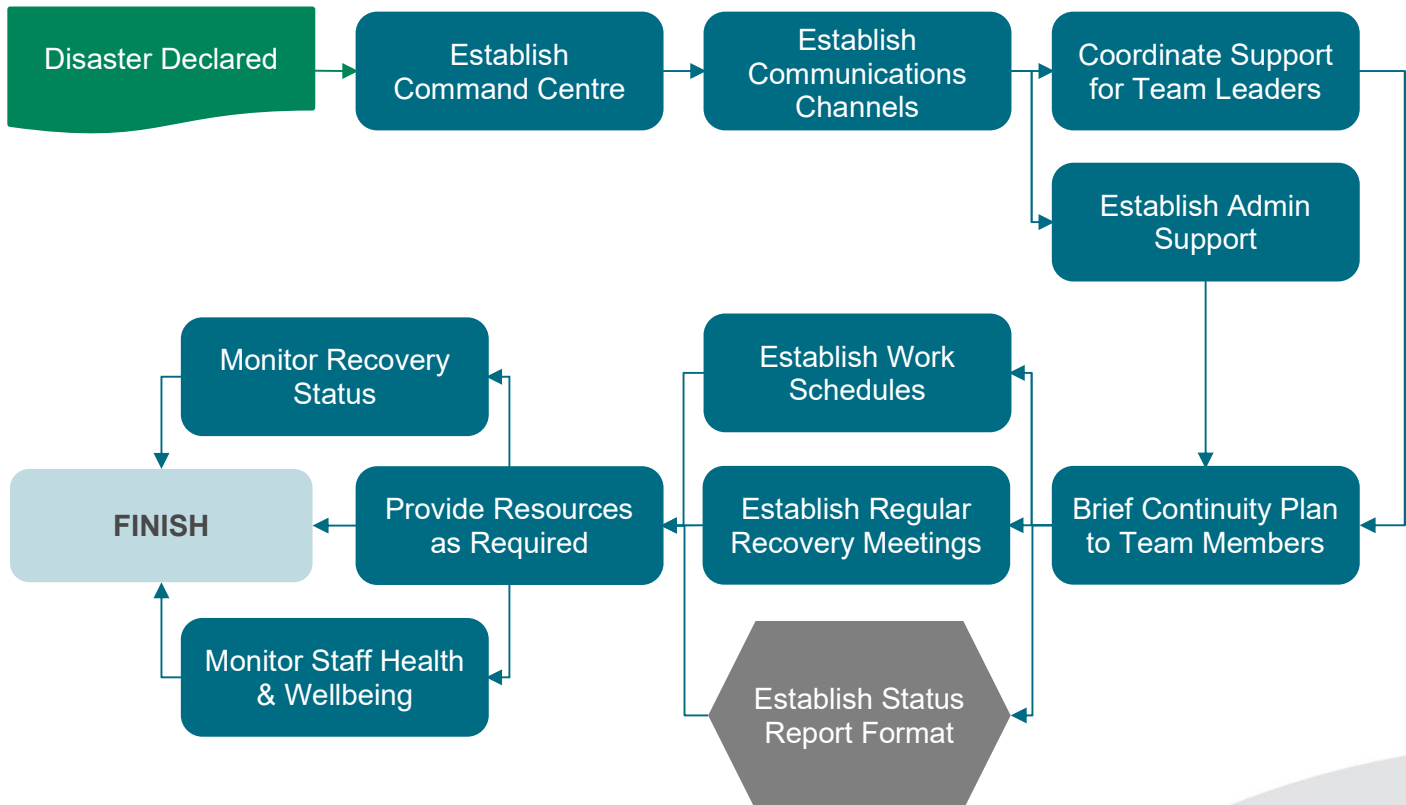 Disaster Declared
Establish
Command Centre
Establish
Communications
Channels
Coordinate Support
for Team Leaders
Establish Admin
Support
Monitor Recovery
Status
Establish Work
Schedules
FINISH
Provide Resources
as Required
Establish Regular
Recovery Meetings
Brief Continuity Plan
to Team Members
Monitor Staff Health
& Wellbeing
Establish Status
Report Format